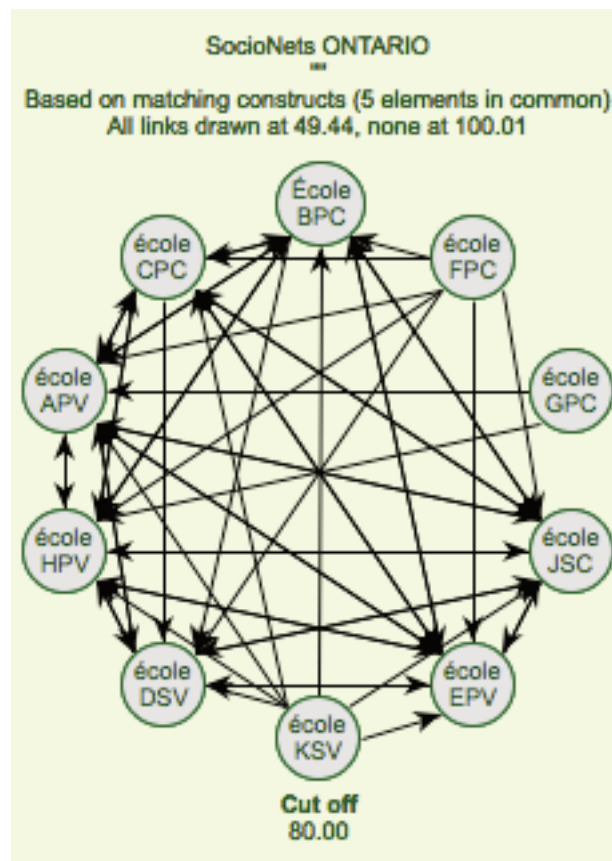 SocioNets ONTARIO
""
Based on matching constructs (5 elements in common)
All links drawn at 49.44, none at 100.01
École
BPC
école
CPC
école
FPC
école
APV
école
GPC
école
HPV
école
JSC
école
DSV
école
EPV
école
KSV
Cut off
80.00